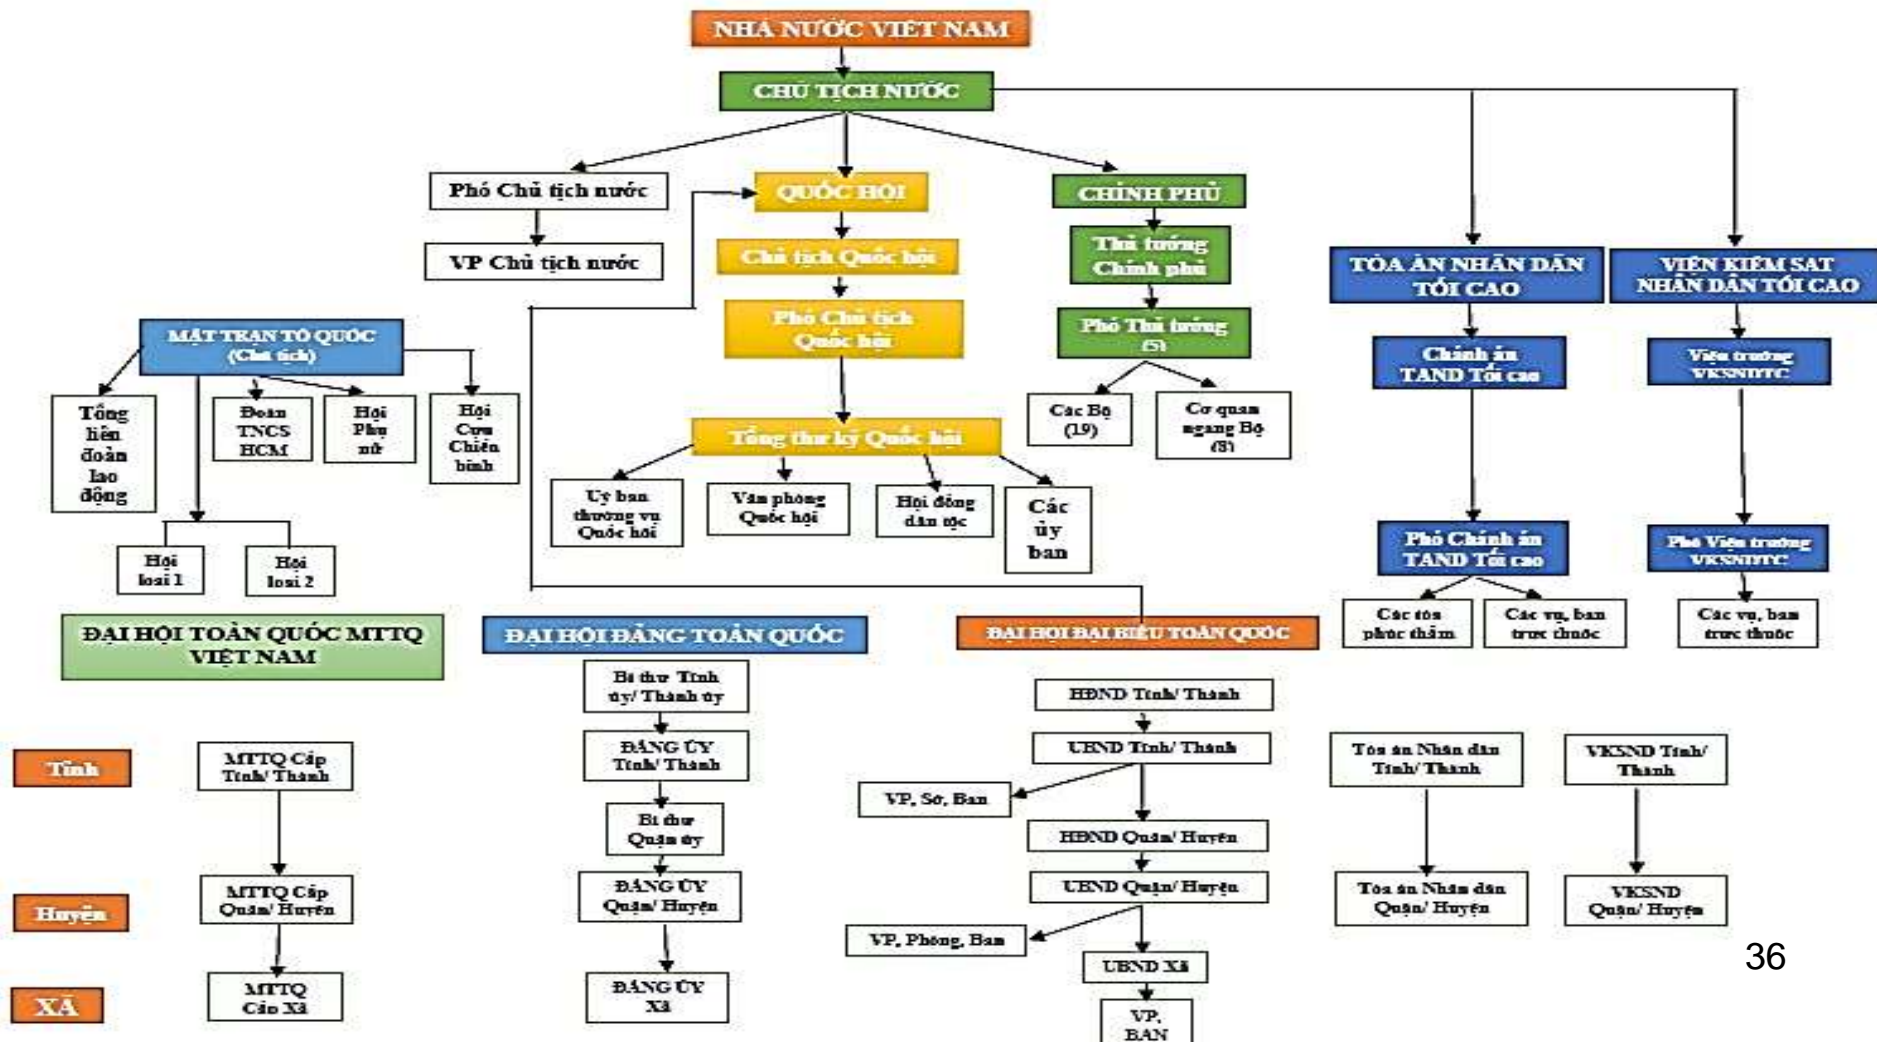 NHÀ NƯỚC VIỆT NAM
CHỦ TỊCH NƯỚC
Phó Chủ tịch nước
QUỐC HỘI
CHÍNH PHỦ
VP Chủ tịch nước
Chủ tịch Quốc hội
Thủ tướng
Chính phủ
TÒA ÁN NHÂN DÂN
TỐI CAO
VIỆN KIỂM SÁT
NHÂN DÂN TỐI CAO
MẶT TRẬN TỔ QUỐC
(Chủ tịch)
Phó Chủ tịch
Quốc hội
Phó Thủ tướng
(5)
Chánh án
TAND Tối cao
Viện trưởng
VKSNDTC
Tổng
liên
đoàn
lao
động
Đoàn
TNCS
HCM
Hội
Phụ
nữ
Hội
Cựu
Chiến
binh
Các Bộ
(19)
Cơ quan
ngang Bộ
(8)
Tổng thư ký Quốc hội
Uỷ ban
thường vụ
Quốc hội
Văn phòng
Quốc hội
Hội đồng
dân tộc
Các
ủy
ban
Phó Chánh án
TAND Tối cao
Phó Viện trưởng
VKSNDTC
Hội
loại 1
Hội
loại 2
Các tòa
phúc thẩm
Các vụ, ban
trực thuộc
Các vụ, ban
trực thuộc
ĐẠI HỘI TOÀN QUỐC MTTQ
VIỆT NAM
ĐẠI HỘI ĐẢNG TOÀN QUỐC
ĐẠI HỘI ĐẠI BIỂU TOÀN QUỐC
Bí thư Tỉnh
ủy/ Thành ủy
HĐND Tỉnh/ Thành
Tỉnh
MTTQ Cấp
Tỉnh/ Thành
ĐẢNG ỦY
Tỉnh/ Thành
UBND Tỉnh/ Thành
Tòa án Nhân dân
Tỉnh/ Thành
VKSND Tỉnh/
Thành
VP, Sở, Ban
Bí thư
Quận ủy
HĐND Quận/ Huyện
Huyện
MTTQ Cấp
Quận/ Huyện
ĐẢNG ỦY
Quận/ Huyện
UBND Quận/ Huyện
Tòa án Nhân dân
Quận/ Huyện
VKSND
Quận/ Huyện
VP, Phòng, Ban
UBND Xã
36
XÃ
MTTQ
Cấp Xã
ĐẢNG ỦY
Xã
VP,
BAN